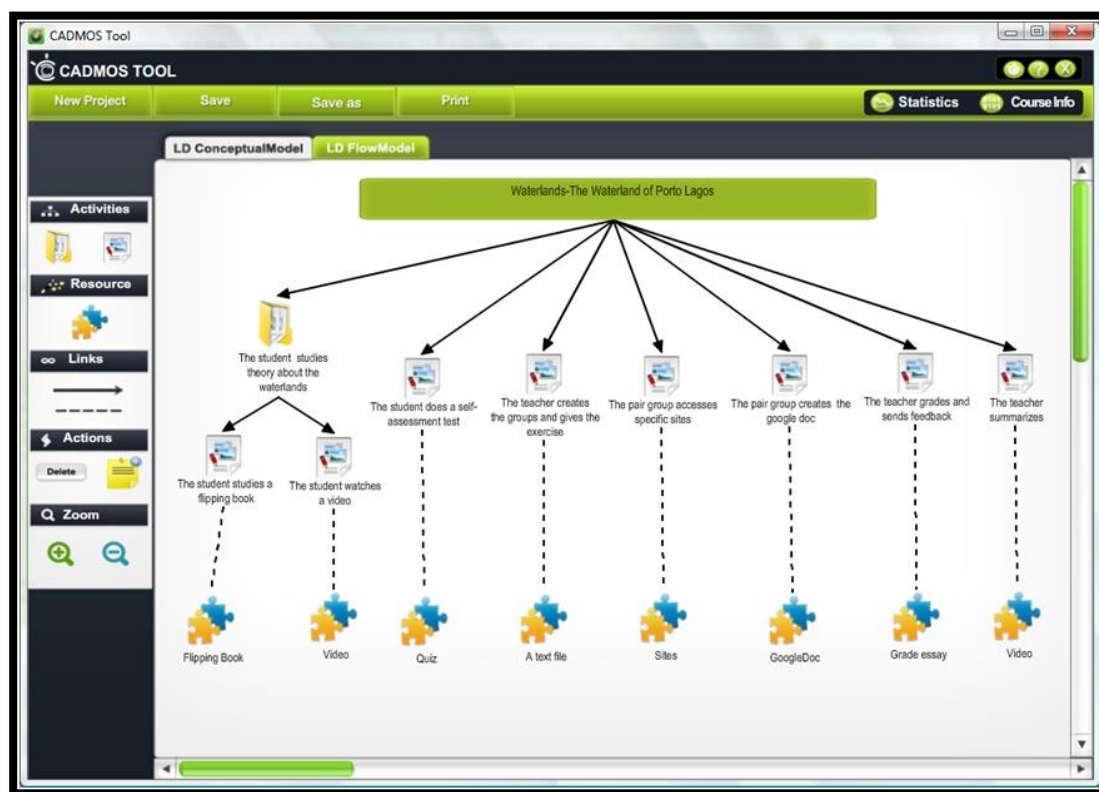 CADMOS Tool
CADMOS TOOL
New Project
Save
Save as
Print
Statistics
Course Info
LD ConceptualModel
LD FlowModel
Activities
Resource
Links
Actions
Delete
Zoom
Waterlands-The Waterland of Porto Lagos
The student studies
theory about the
waterlands
The student does a self-
assessment test
The teacher creates
the groups and gives the
exercise
The pair group accesses
specific sites
The pair group creates the
google doc
The teacher grades and
sends feedback
The teacher
summarizes
The student studies a
flipping book
The student watches
a video
Flipping Book
Video
Quiz
A text file
Sites
GoogleDoc
Grade essay
Video